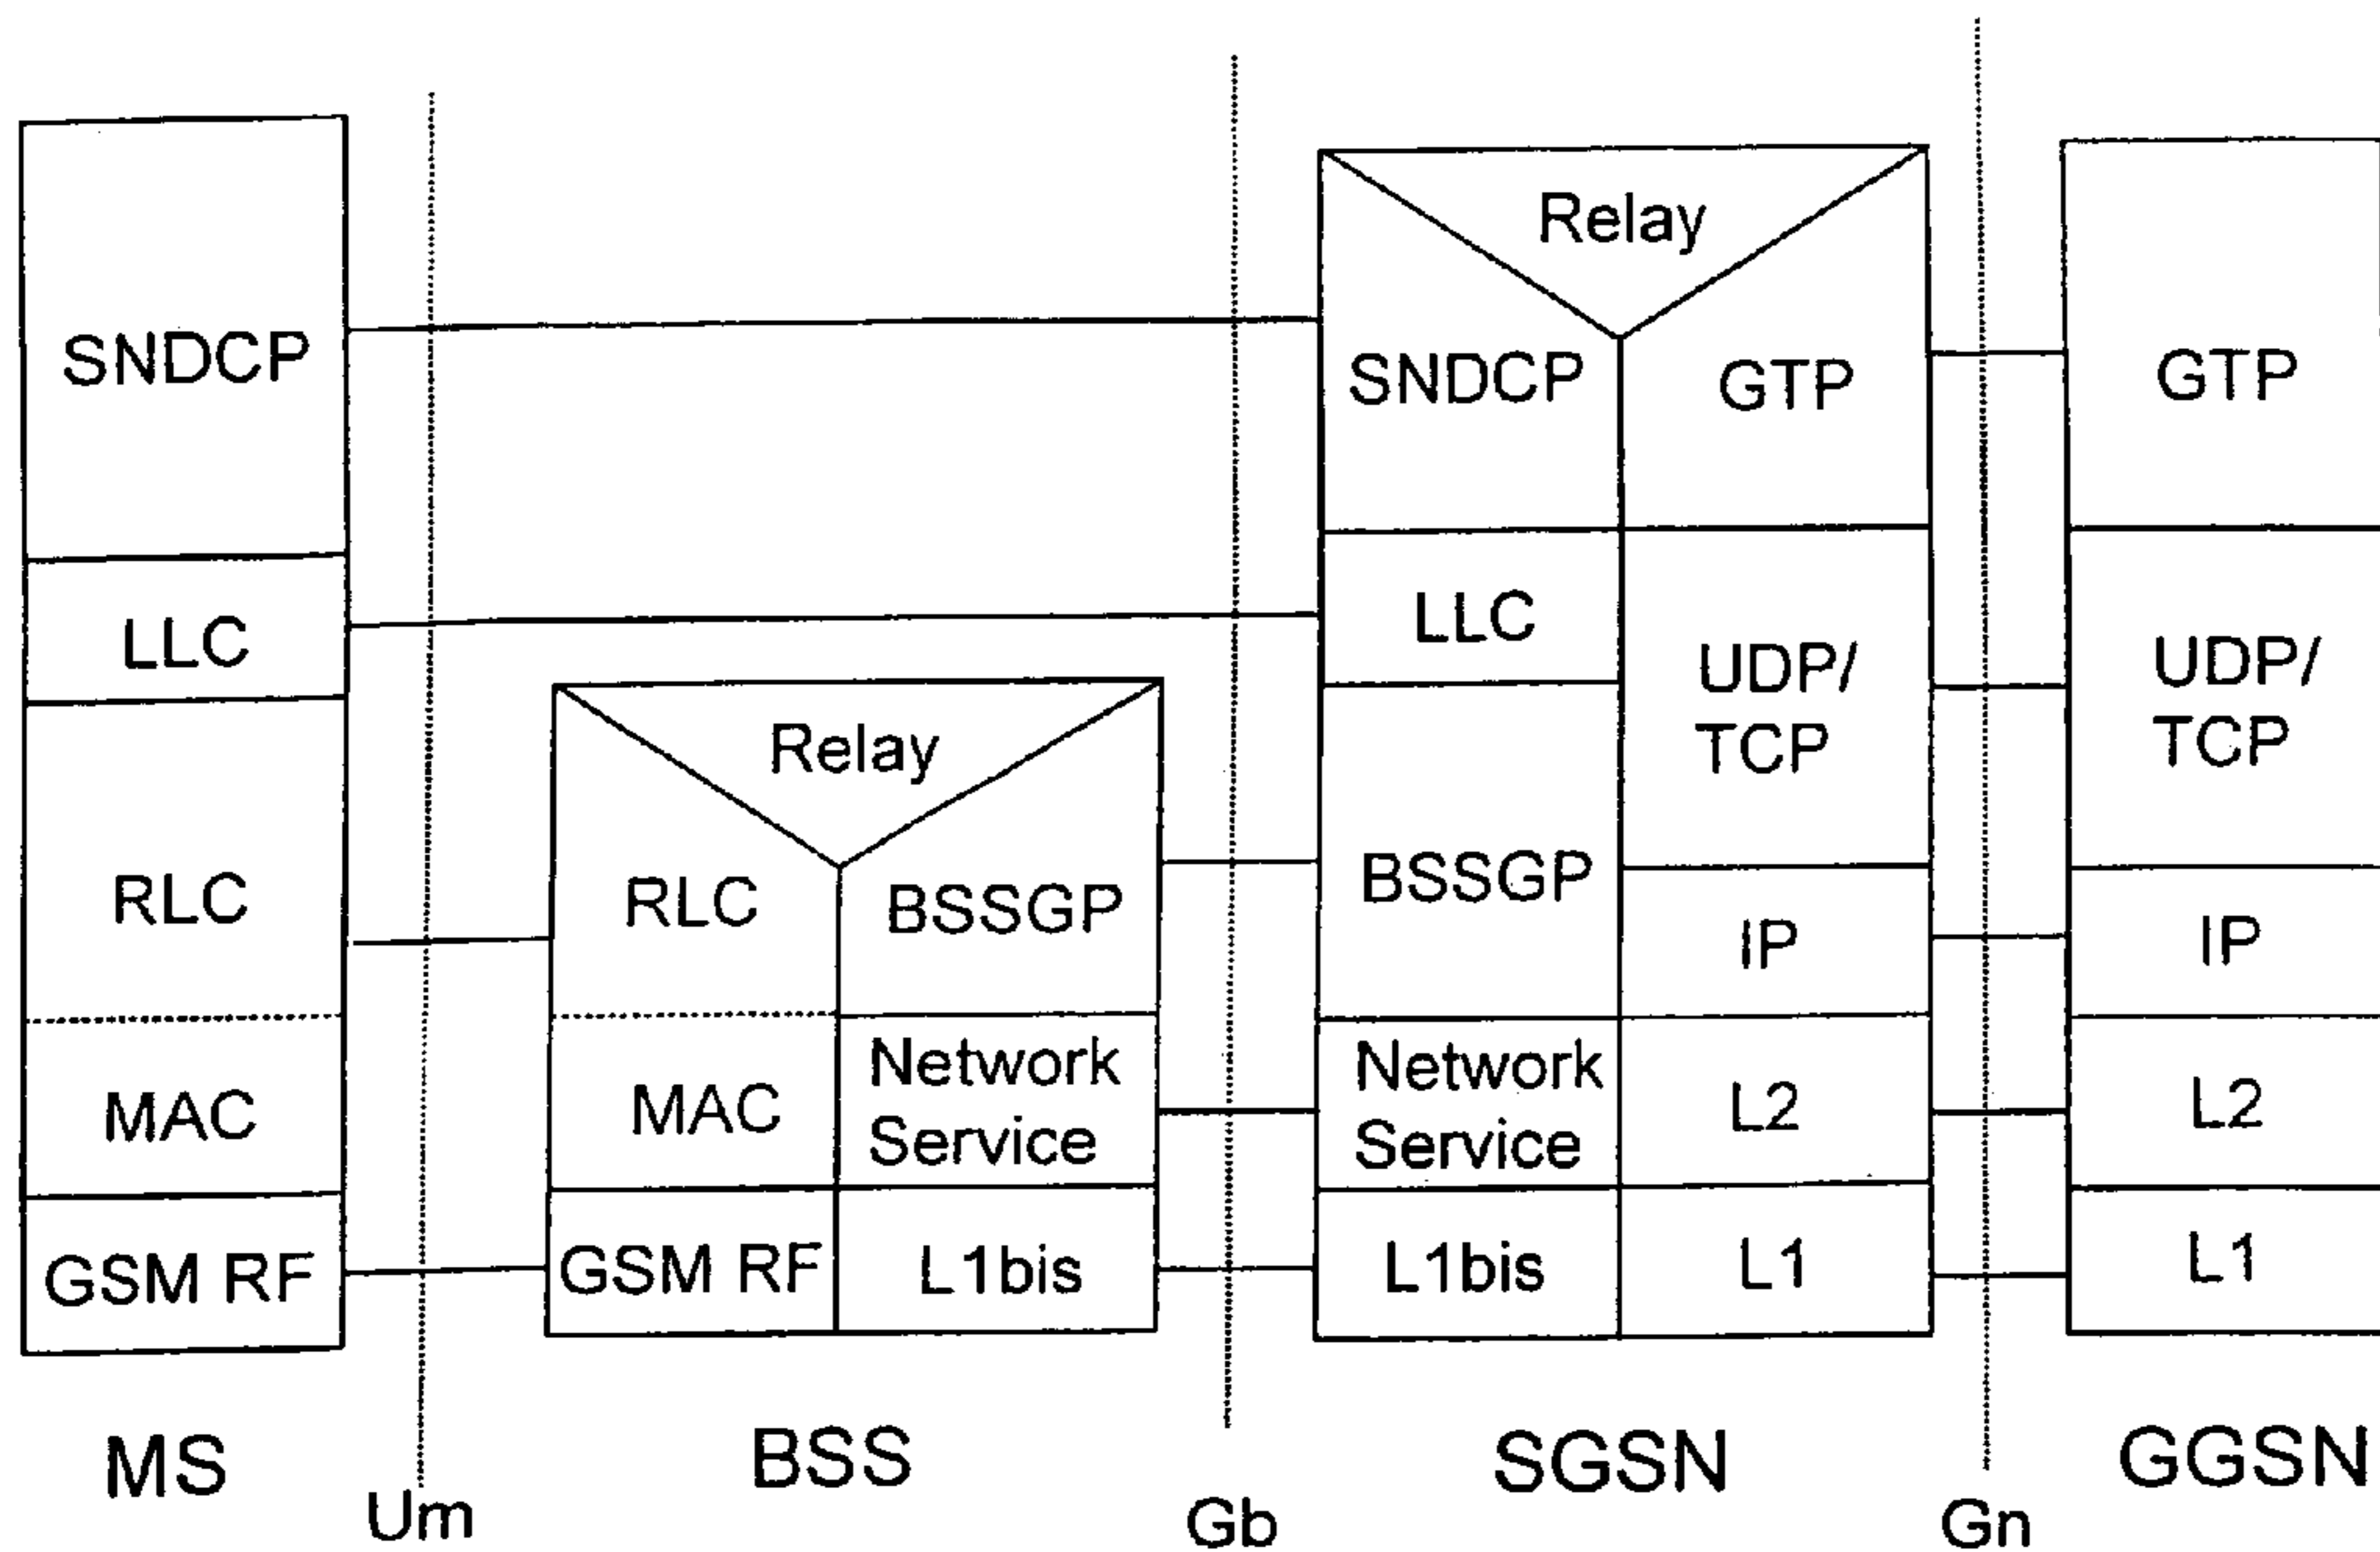 SNDCP
LLC
RLC
MAC
GSM RF
MS
Um
Relay
RLC
BSSGP
MAC
Network
Service
GSM RF
L1bis
BSS
Gb
Relay
SNDCP
GTP
LLC
UDP/
TCP
BSSGP
IP
Network
Service
L2
L1bis
L1
SGSN
Gn
GTP
UDP/
TCP
IP
L2
L1
GGSN